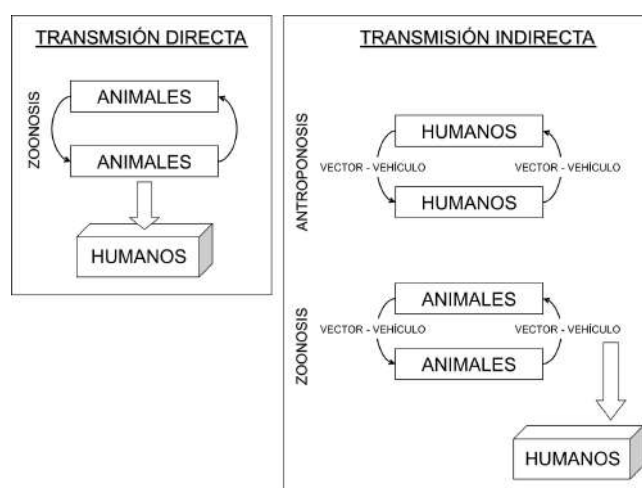 TRANSMSIÓN DIRECTA
ZOONOSIS
ANIMALES
ANIMALES
HUMANOS
TRANSMISIÓN INDIRECTA
ANTROPONOSIS
HUMANOS
VECTOR - VEHÍCULO
VECTOR - VEHÍCULO
HUMANOS
ZOONOSIS
ANIMALES
VECTOR - VEHÍCULO
VECTOR - VEHÍCULO
ANIMALES
HUMANOS